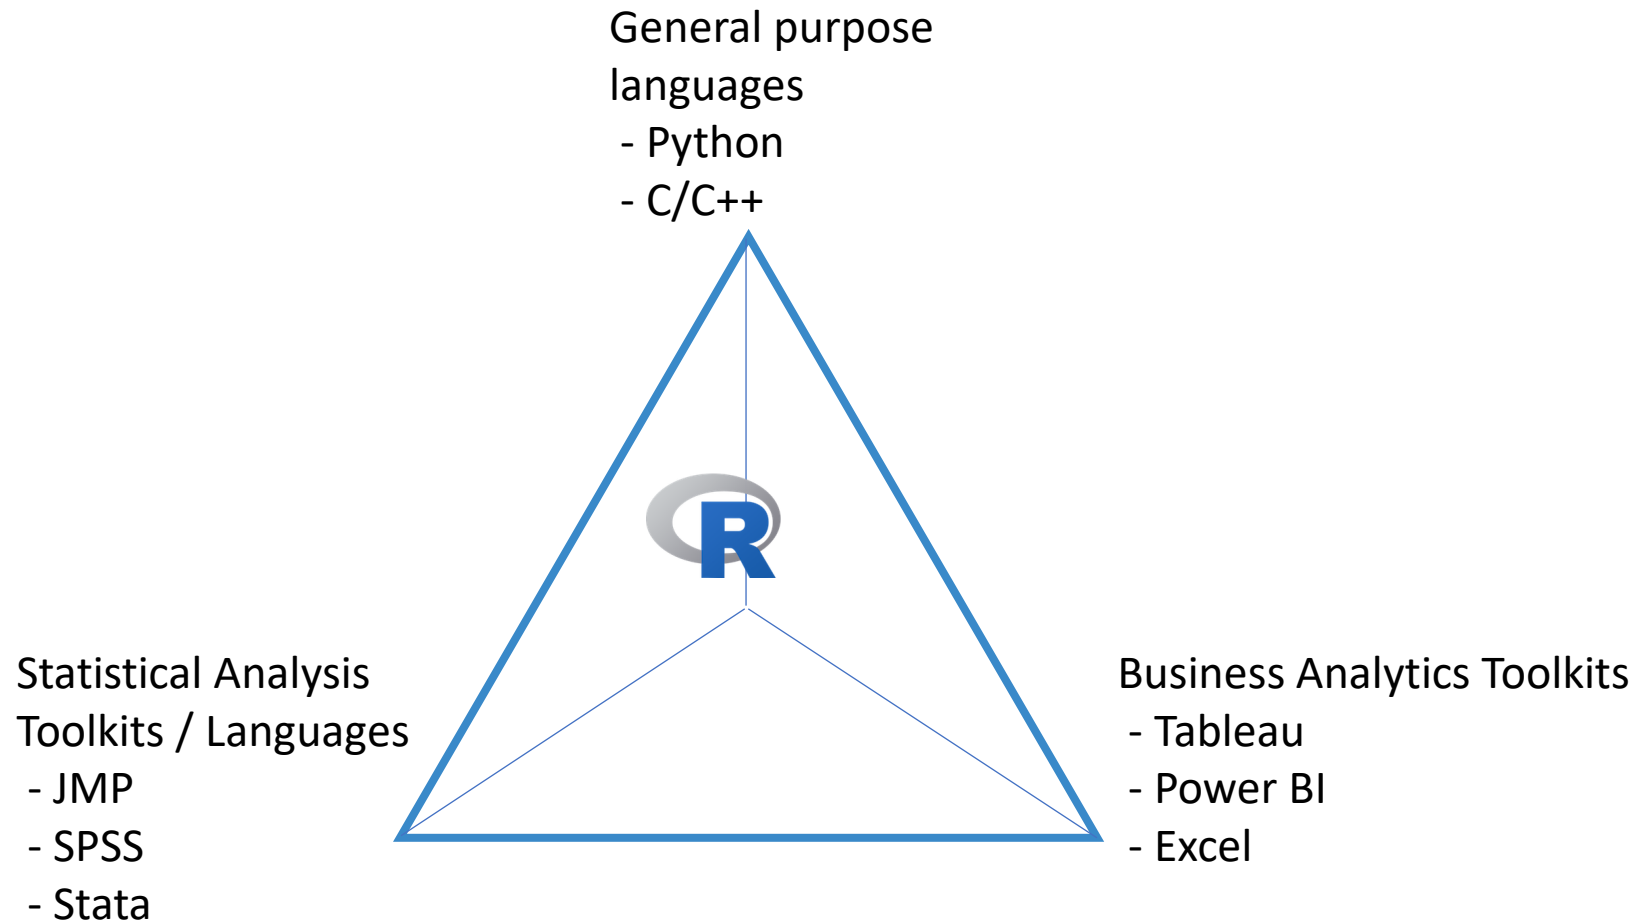 General purpose
languages
- Python
- C/C++
R
Statistical Analysis
Toolkits / Languages
- JMP
- SPSS
- Stata
Business Analytics Toolkits
- Tableau
- Power BI
- Excel